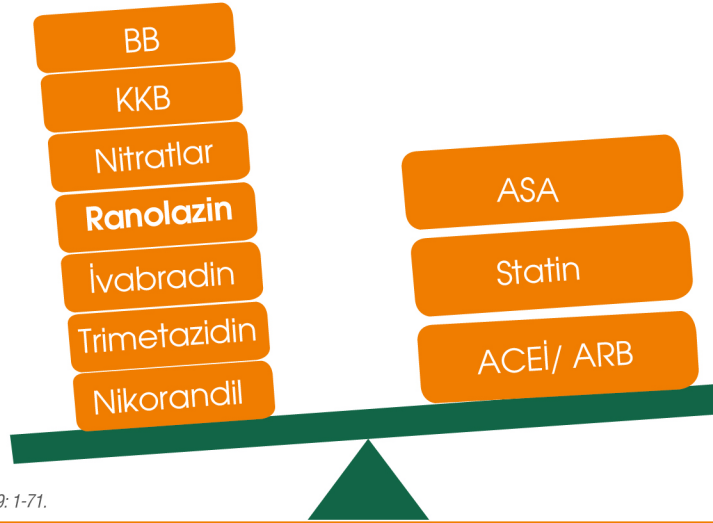 BB
KKB
Nitratlar
Ranolazin
İvabradin
Trimetazidin
Nikorandil
ASA
Statin
ACEİ/ ARB
9: 1-71.